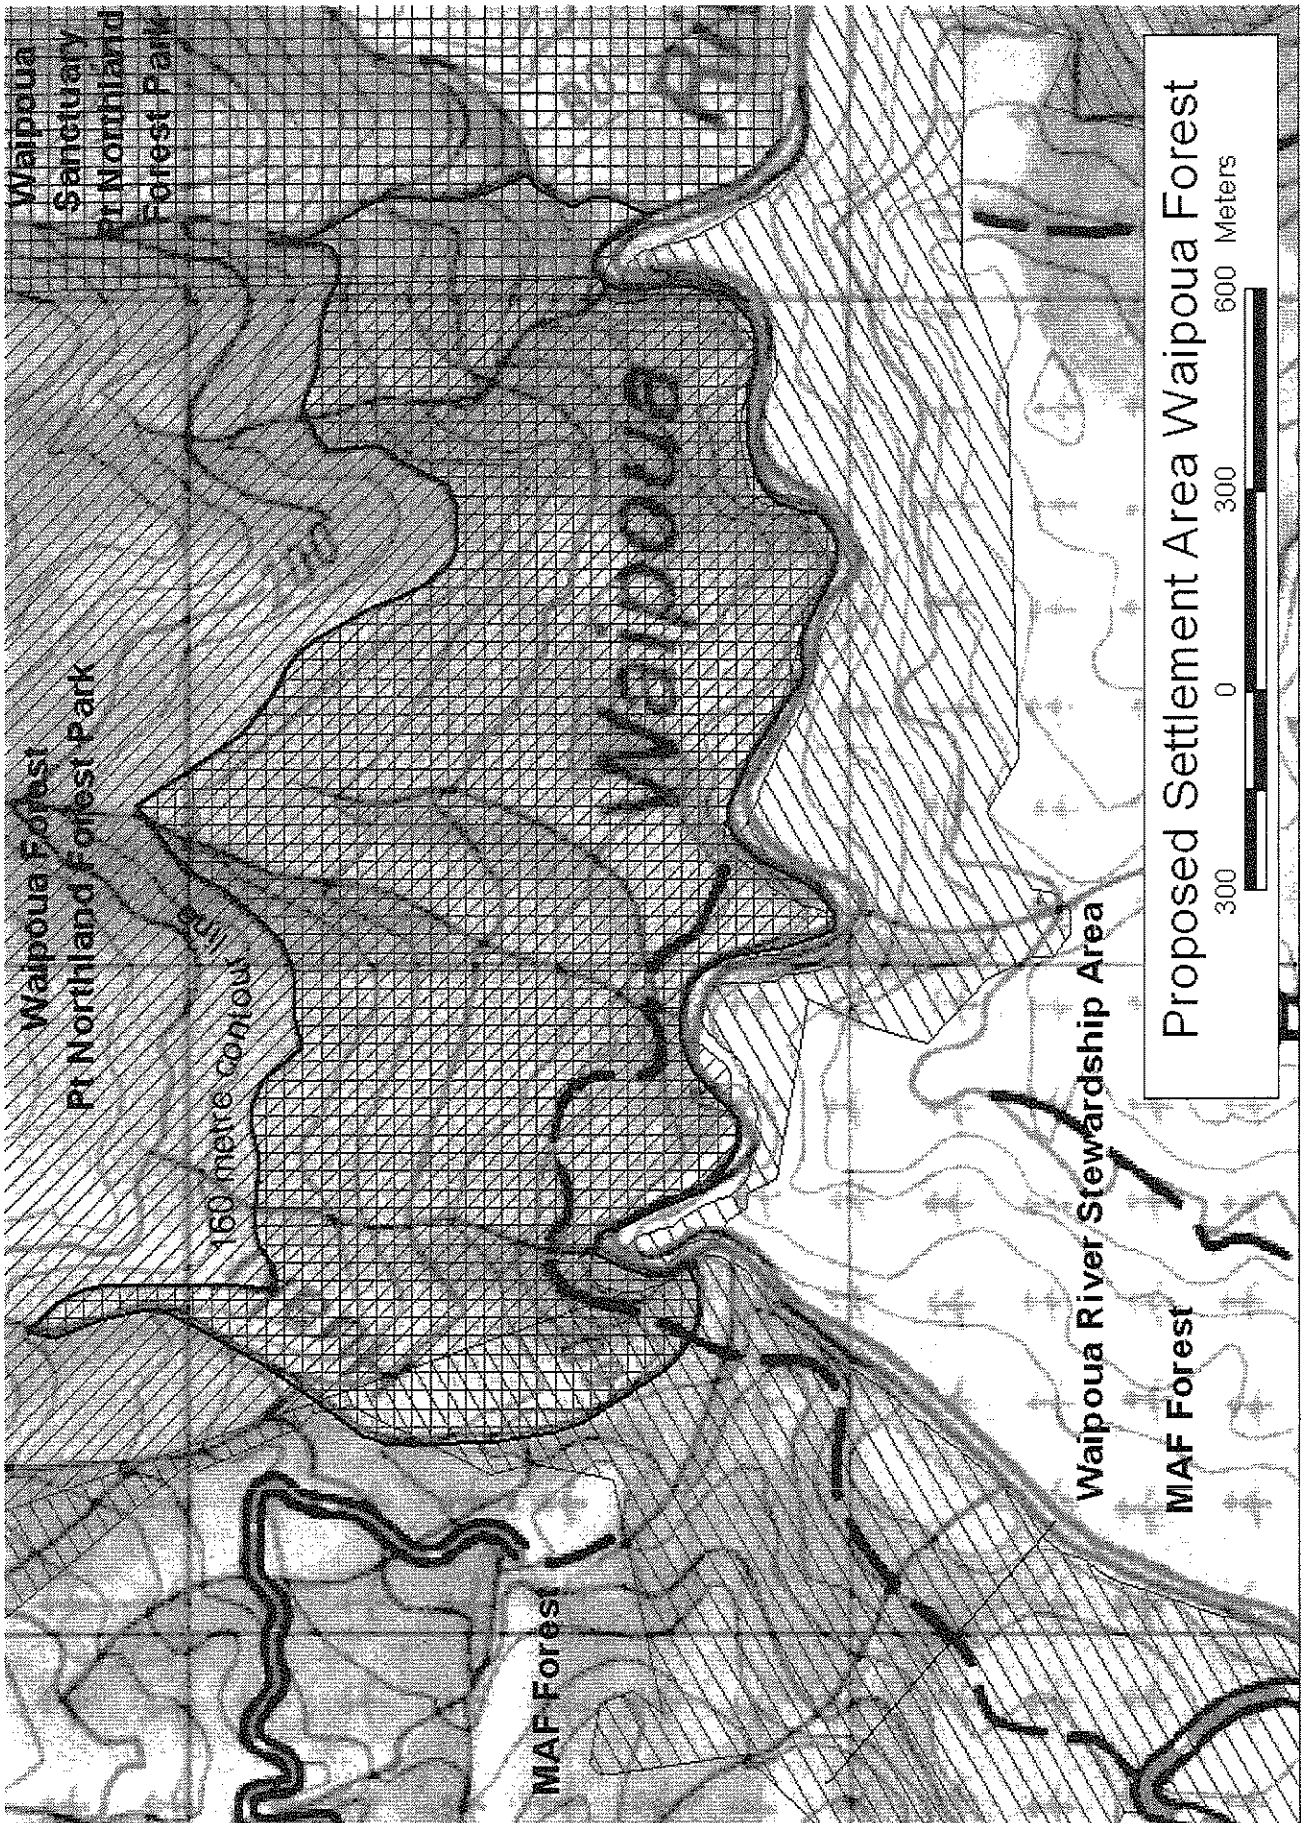 Waipoua
Sanctuary
Pt Northland
Forest Park
Waipoua Forest
Pt Northland Forest Park
160 metre contour line
Waipoua
MAF Forest
Waipoua River Stewardship Area
MAF Forest
Proposed Settlement Area Waipoua Forest
300 0 300 600 Meters